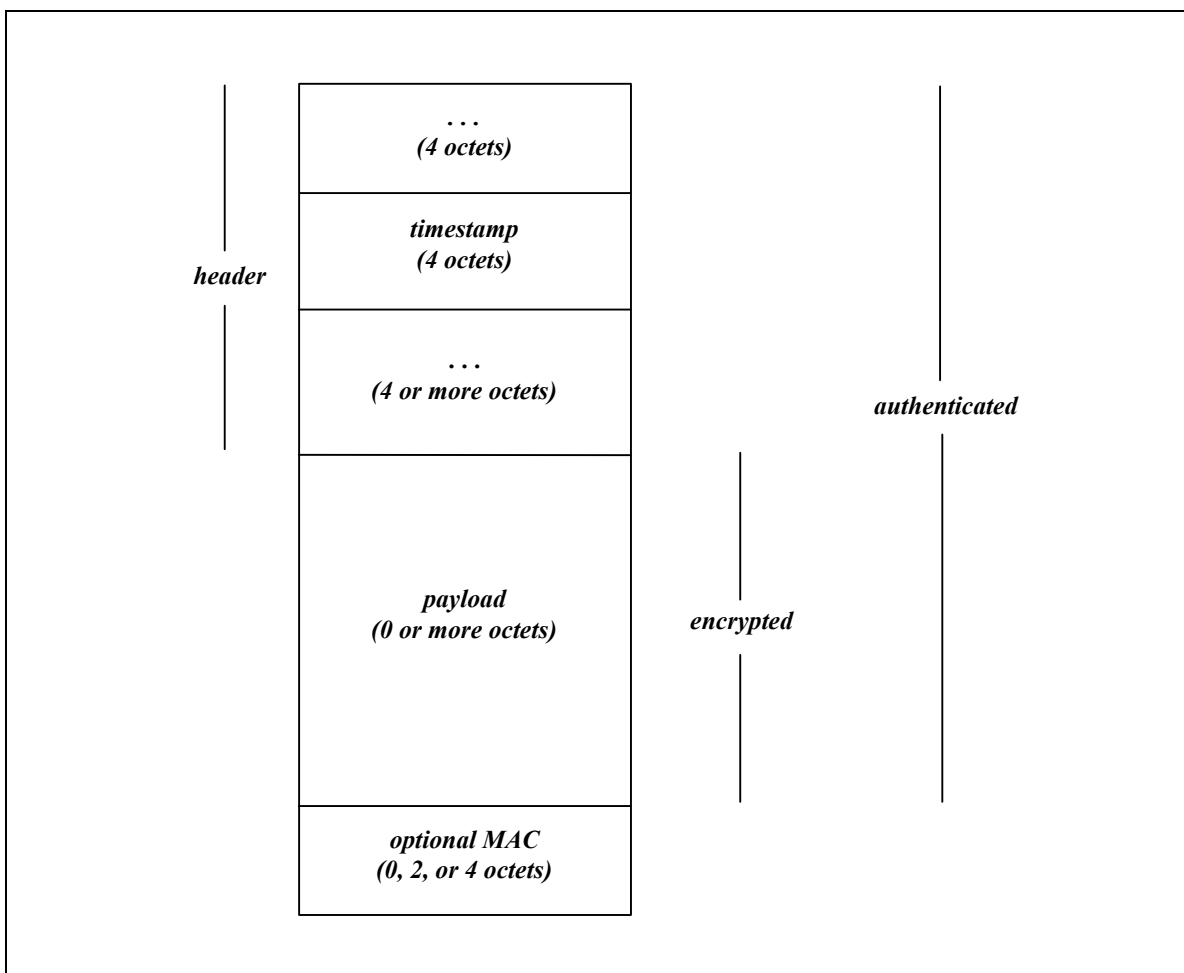 . . .
(4 octets)
timestamp
(4 octets)
header
. . .
(4 or more octets)
authenticated
payload
(0 or more octets)
encrypted
optional MAC
(0, 2, or 4 octets)